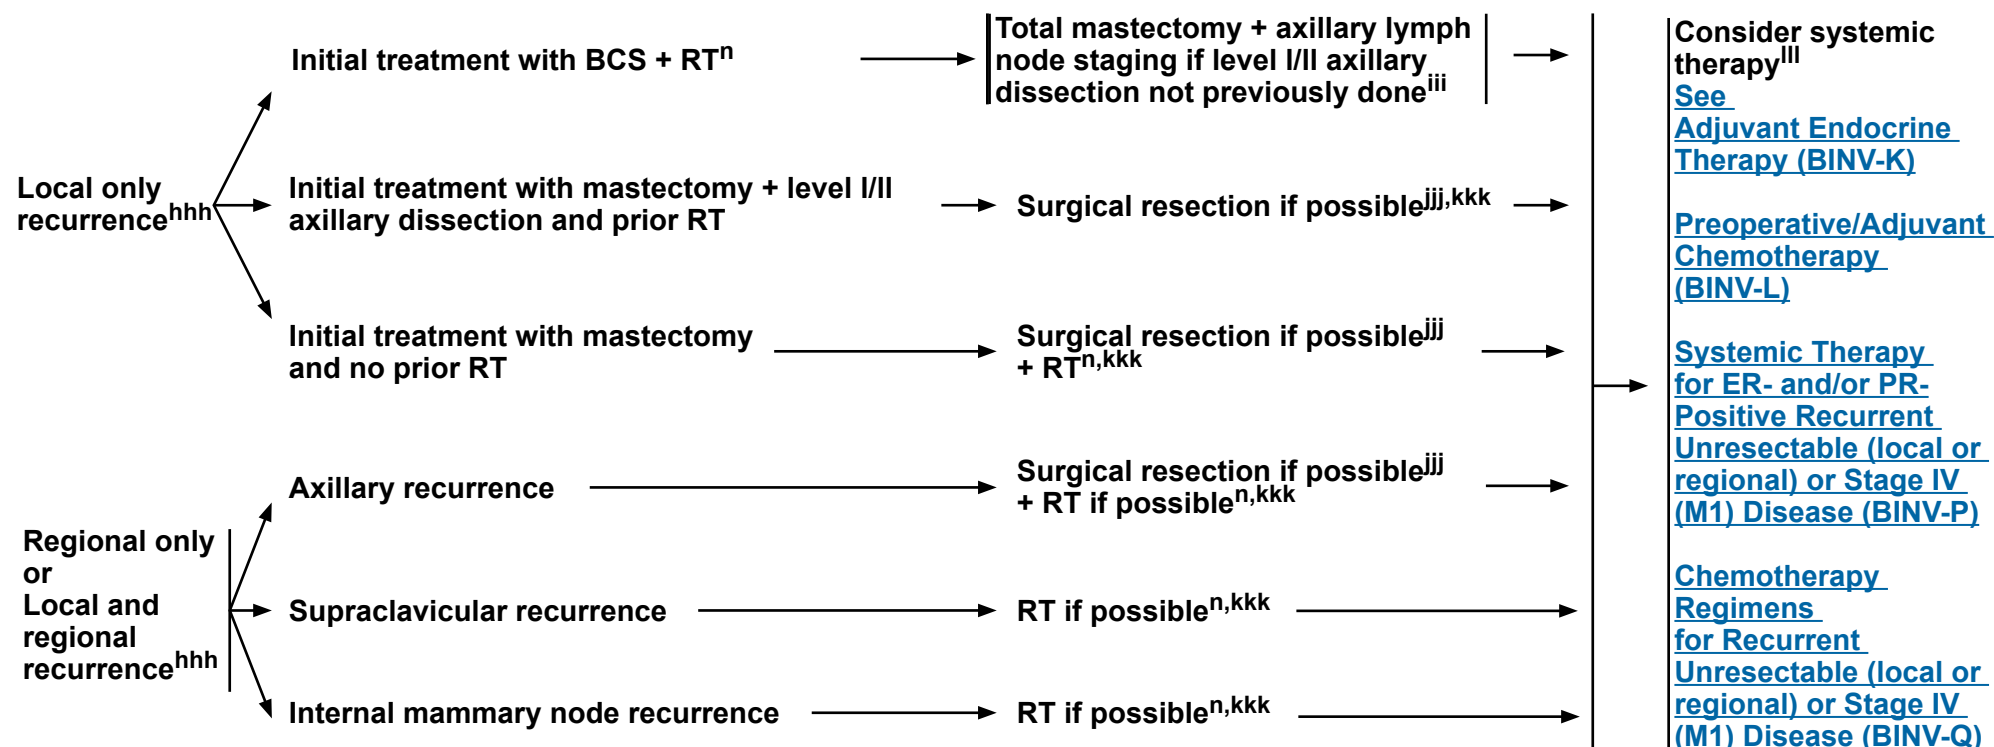 Initial treatment with BCS + RTn
Total mastectomy + axillary lymph
node staging if level I/II axillary
dissection not previously doneiii
Local only
recurrencehhh
Initial treatment with mastectomy + level I/II
axillary dissection and prior RT
Surgical resection if possiblejjj,kkk
Initial treatment with mastectomy
and no prior RT
Surgical resection if possiblejjj
+ RTn,kkk
Regional only
or
Local and
regional
recurrencehhh
Axillary recurrence
Surgical resection if possiblejjj
+ RT if possiblen,kkk
Supraclavicular recurrence
RT if possiblen,kkk
Internal mammary node recurrence
RT if possiblen,kkk
Consider systemic
therapylll
See
Adjuvant Endocrine
Therapy (BINV-K)
Preoperative/Adjuvant
Chemotherapy
(BINV-L)
Systemic Therapy
for ER- and/or PR-
Positive Recurrent
Unresectable (local or
regional) or Stage IV
(M1) Disease (BINV-P)
Chemotherapy
Regimens
for Recurrent
Unresectable (local or
regional) or Stage IV
(M1) Disease (BINV-Q)